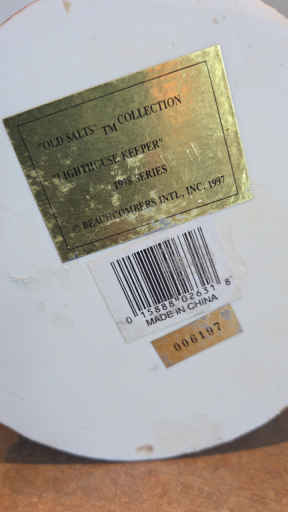 "OLD SALTS" TM COLLECTION
"LIGHTHOUSE KEEPER"
1998 SERIES
© BEACHCOMBERS INTL., INC. 1997
0 15888 02631 8
MADE IN CHINA
006197